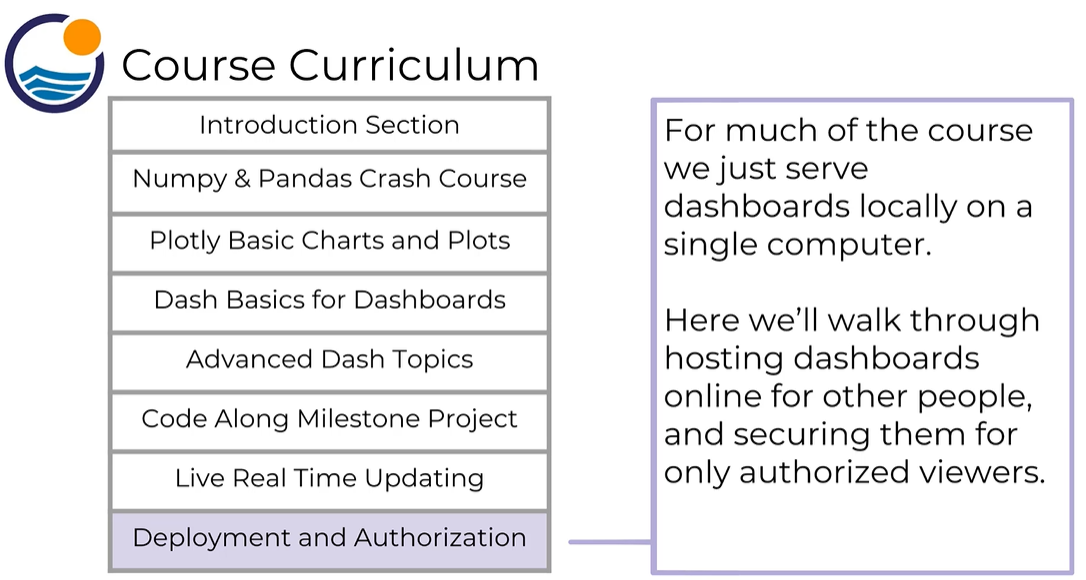 Course Curriculum
Introduction Section
Numpy & Pandas Crash Course
Plotly Basic Charts and Plots
Dash Basics for Dashboards
Advanced Dash Topics
Code Along Milestone Project
Live Real Time Updating
Deployment and Authorization
For much of the course
we just serve
dashboards locally on a
single computer.
Here we’ll walk through
hosting dashboards
online for other people,
and securing them for
only authorized viewers.